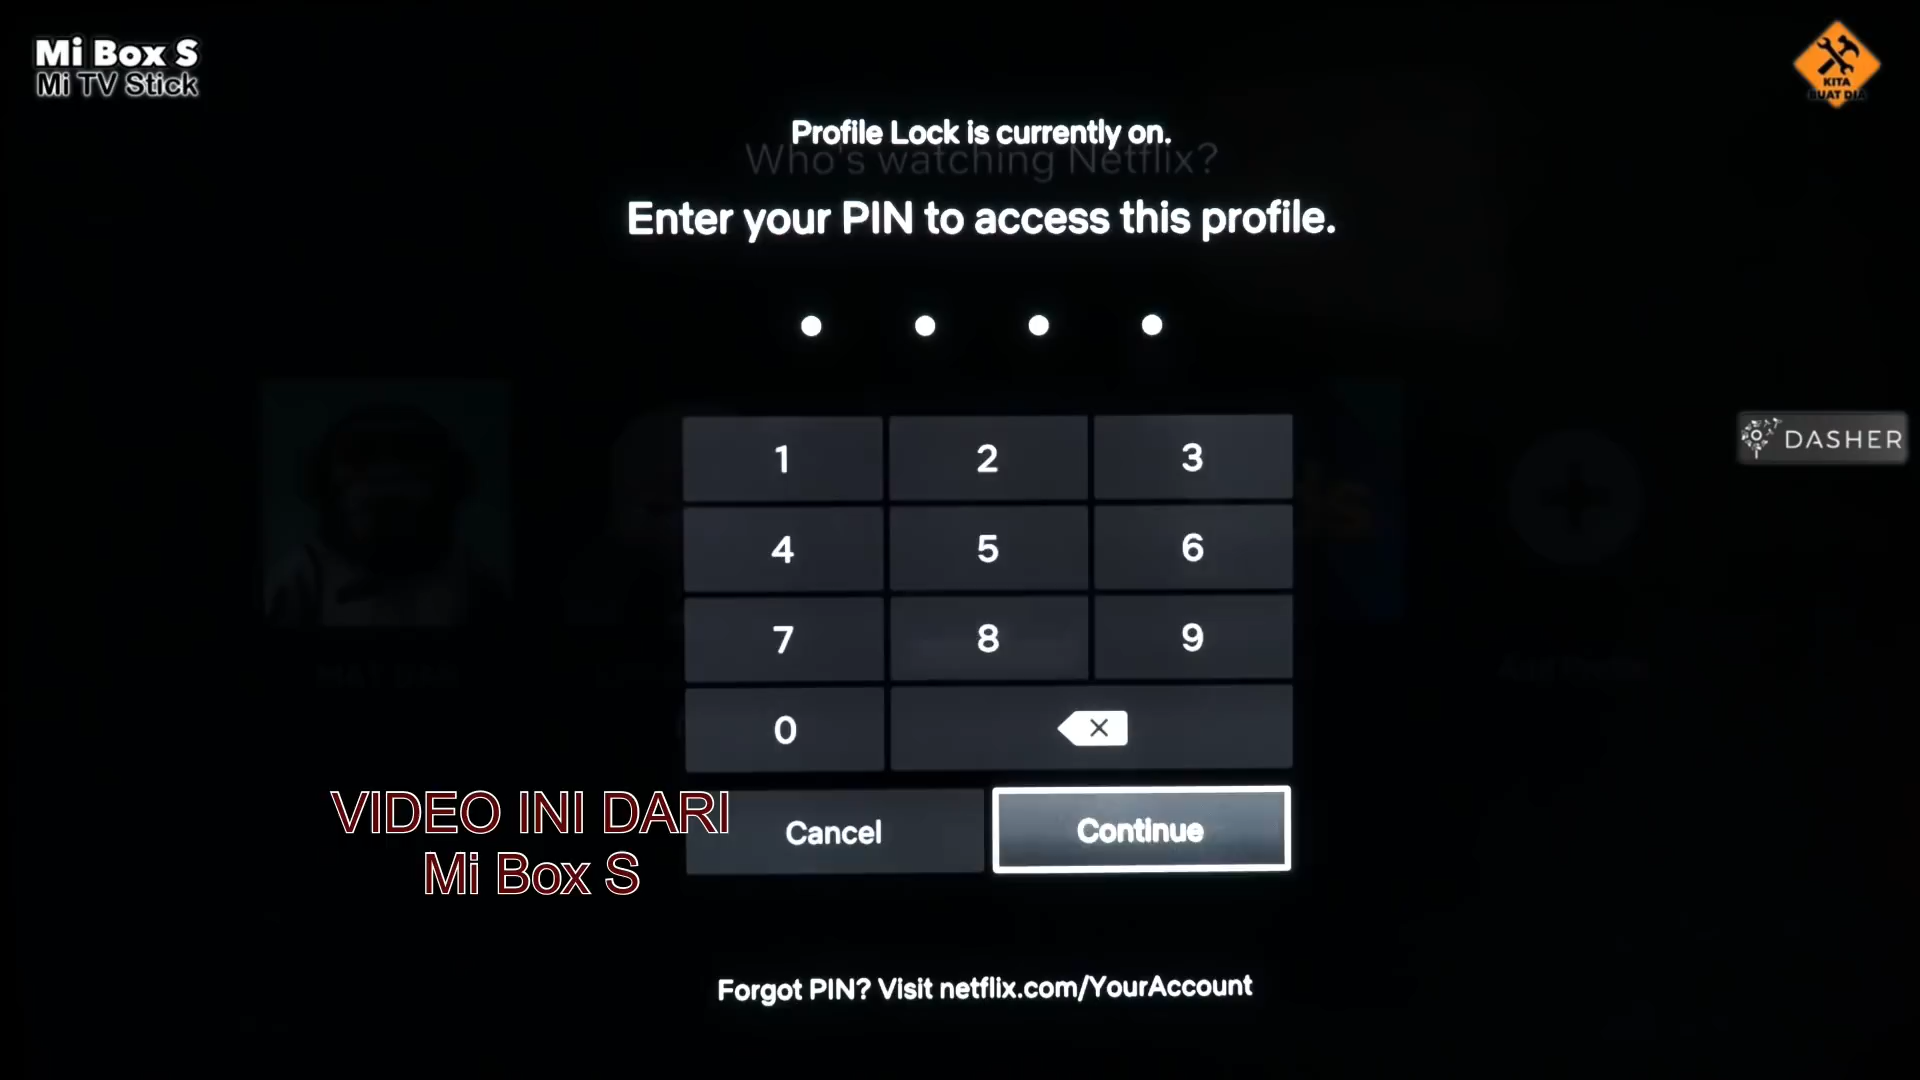 Mi Box S
Mi TV Stick
KITA
BUAT DIA
Profile Lock is currently on.
Who's watching Netflix?
Enter your PIN to access this profile.
1 2 3
4 5 6
7 8 9
0
DASHER
VIDEO INI DARI
Mi Box S
Cancel Continue
Forgot PIN? Visit netflix.com/YourAccount